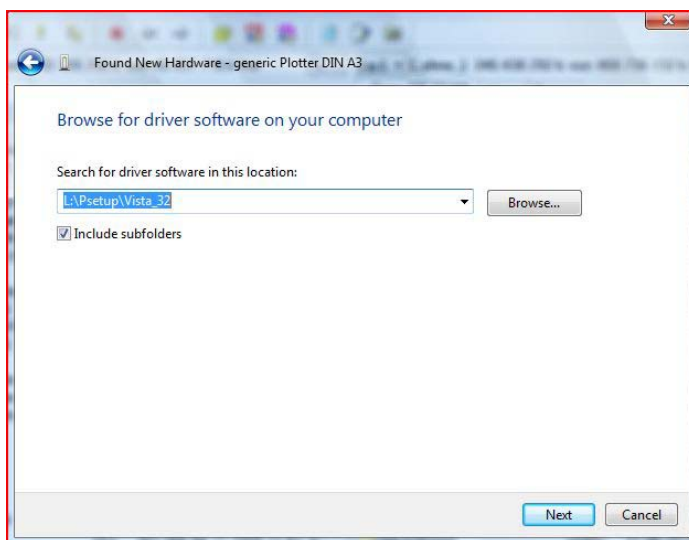 Found New Hardware - generic Plotter DIN A3
Browse for driver software on your computer
Search for driver software in this location:
L:\Psetup\Vista_32
Browse...
Include subfolders
Next
Cancel